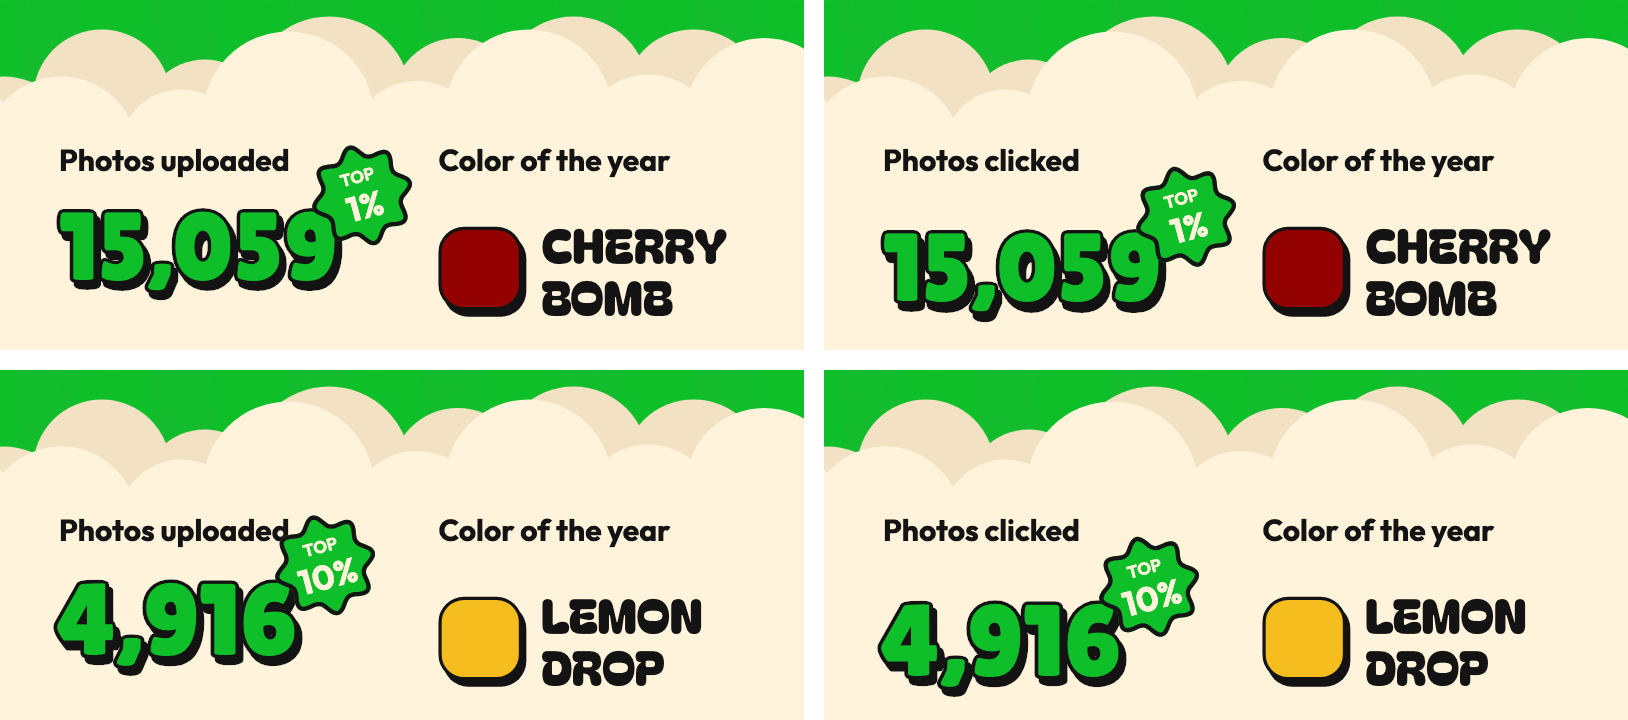 Photos uploaded
15,059
TOP
1%
Color of the year
CHERRY
BOMB
Photos clicked
15,059
TOP
1%
Color of the year
CHERRY
BOMB
Photos uploaded
4,916
TOP
10%
Color of the year
LEMON
DROP
Photos clicked
4,916
TOP
10%
Color of the year
LEMON
DROP